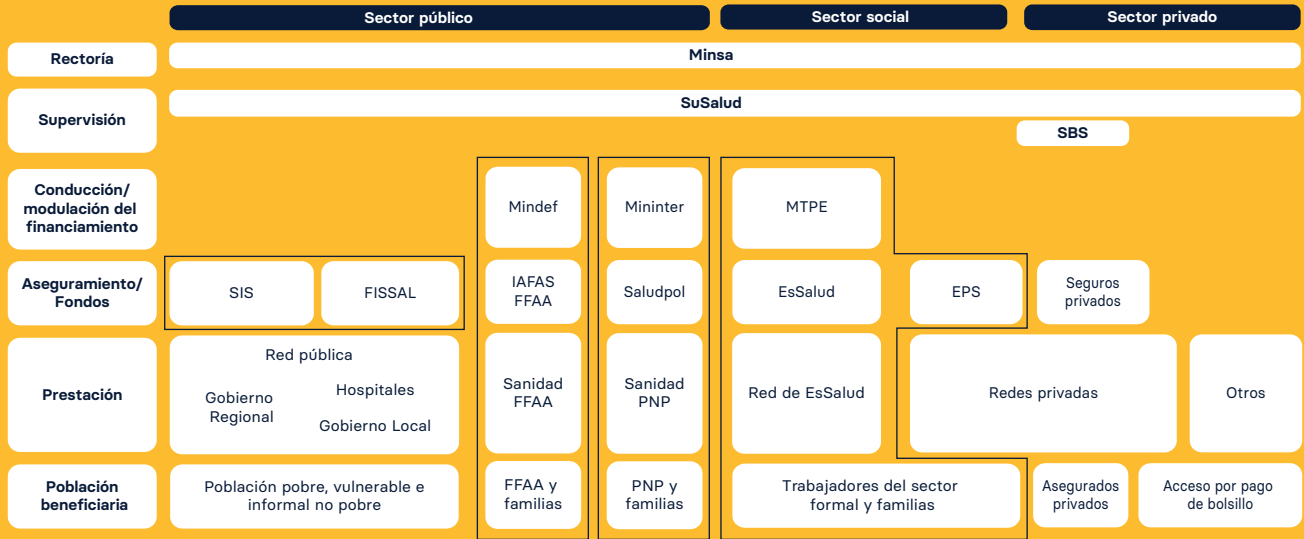 Sector público
Sector social
Sector privado
Rectoría
Minsa
Supervisión
SuSalud
SBS
Conducción/
modulación del
financiamiento
Mindef
Mininter
MTPE
Aseguramiento/
Fondos
SIS
FISSAL
IAFAS
FFAA
Saludpol
EsSalud
EPS
Seguros
privados
Prestación
Red pública
Gobierno
Regional
Hospitales
Gobierno Local
Sanidad
FFAA
Sanidad
PNP
Red de EsSalud
Redes privadas
Otros
Población
beneficiaria
Población pobre, vulnerable e
informal no pobre
FFAA y
familias
PNP y
familias
Trabajadores del sector
formal y familias
Asegurados
privados
Acceso por pago
de bolsillo